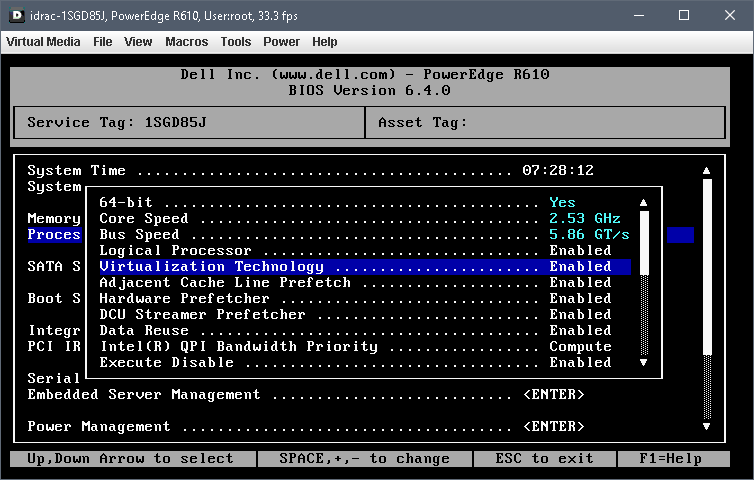 idrac-1SGD85J, PowerEdge R610, User:root, 33.3 fps
Virtual Media File View Macros Tools Power Help
Dell Inc. (www.dell.com) - PowerEdge R610
BIOS Version 6.4.0
Service Tag: 1SGD85J Asset Tag:
System Time ........................................... 07:28:12
System
64-bit .......................................... Yes
Memory Core Speed ...................................... 2.53 GHz
Proces Bus Speed ....................................... 5.86 GT/s
Logical Processor ............................... Enabled
SATA S Virtualization Technology ....................... Enabled
Adjacent Cache Line Prefetch .................... Enabled
Boot S Hardware Prefetcher ............................. Enabled
DCU Streamer Prefetcher ......................... Enabled
Integr Data Reuse ...................................... Enabled
PCI IR Intel(R) QPI Bandwidth Priority ................. Compute
Execute Disable ................................. Enabled
Serial
Embedded Server Management ............................ <ENTER>
Power Management ...................................... <ENTER>
Up,Down Arrow to select SPACE,+,- to change ESC to exit F1=Help